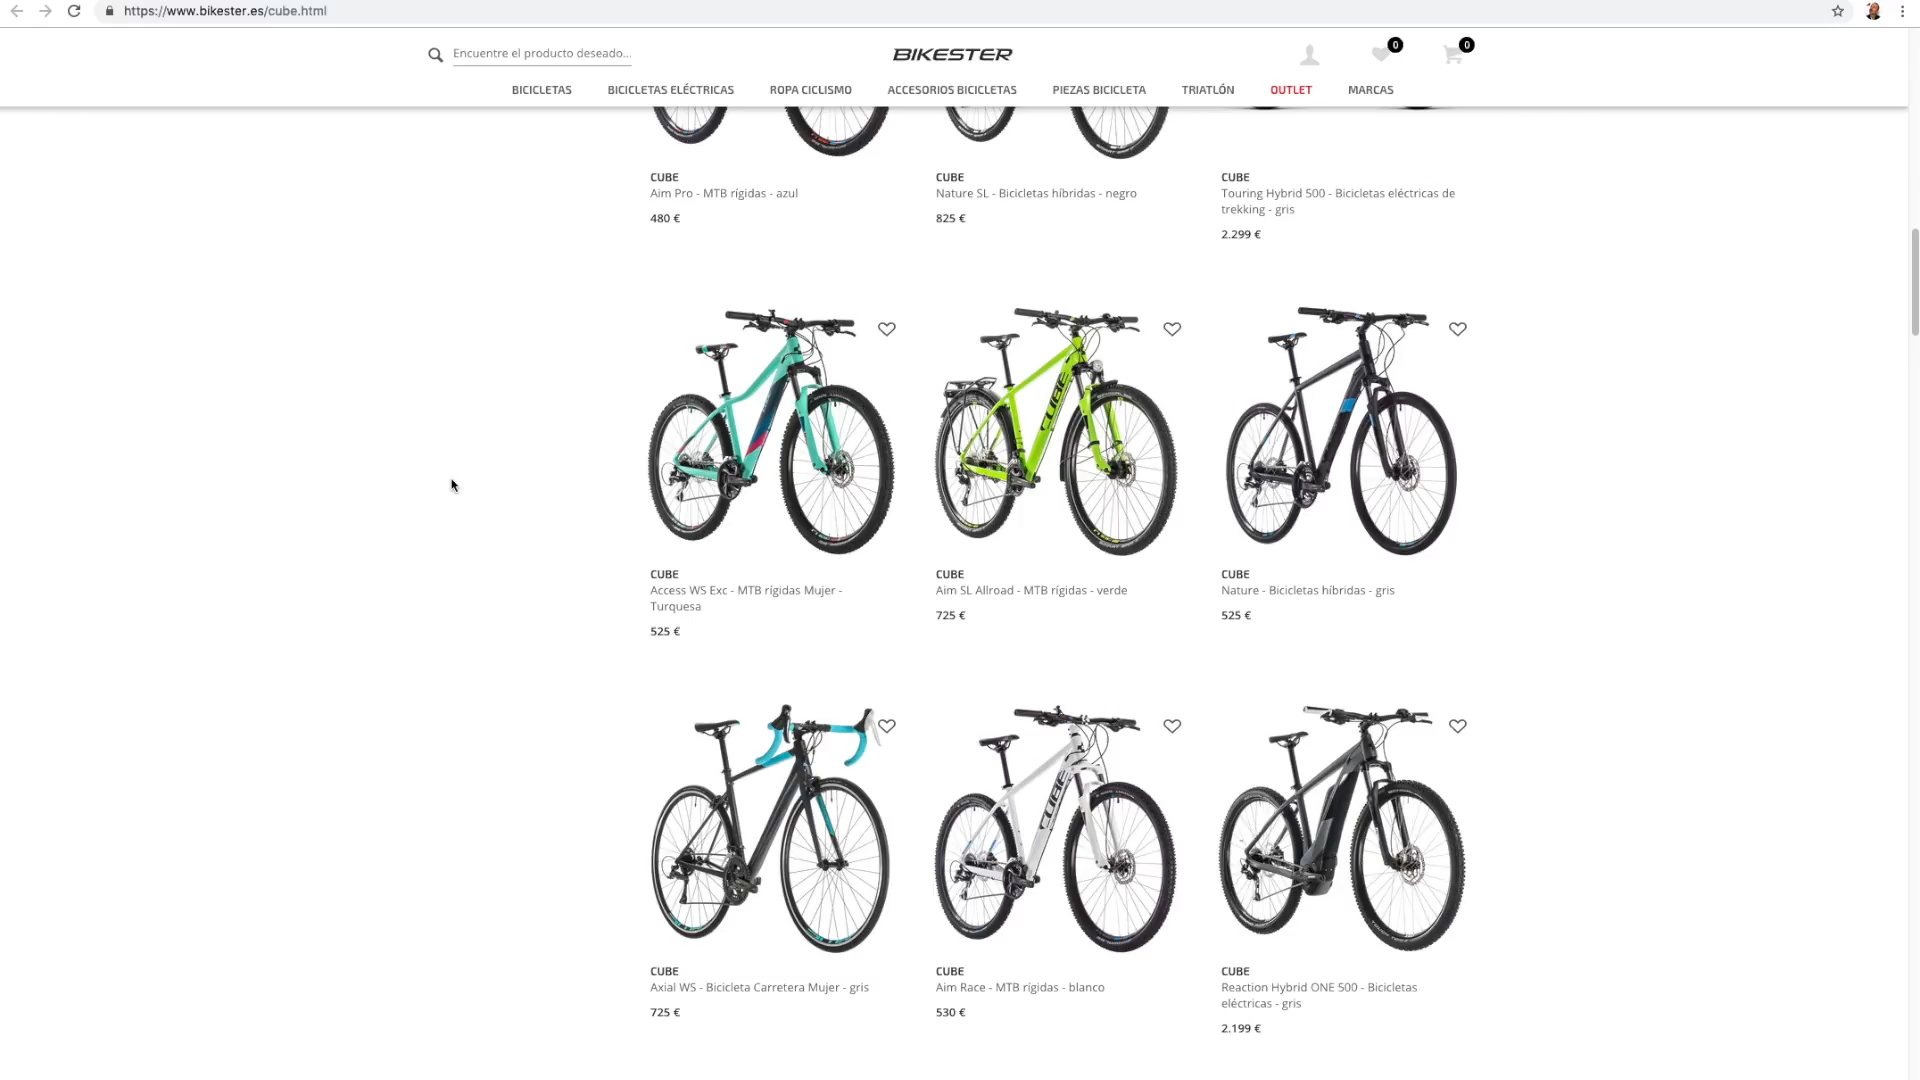 https://www.bikester.es/cube.html
Encuentre el producto deseado...
BIKESTER
0
0
BICICLETAS
BICICLETAS ELÉCTRICAS
ROPA CICLISMO
ACCESORIOS BICICLETAS
PIEZAS BICICLETA
TRIATLÓN
OUTLET
MARCAS
CUBE
Aim Pro - MTB rígidas - azul
480 €
CUBE
Nature SL - Bicicletas híbridas - negro
825 €
CUBE
Touring Hybrid 500 - Bicicletas eléctricas de
trekking - gris
2.299 €
CUBE
Access WS Exc - MTB rígidas Mujer -
Turquesa
525 €
CUBE
CUBE
Aim SL Allroad - MTB rígidas - verde
725 €
CUBE
Nature - Bicicletas híbridas - gris
525 €
CUBE
Axial WS - Bicicleta Carretera Mujer - gris
725 €
CUBE
CUBE
Aim Race - MTB rígidas - blanco
530 €
CUBE
Reaction Hybrid ONE 500 - Bicicletas
eléctricas - gris
2.199 €